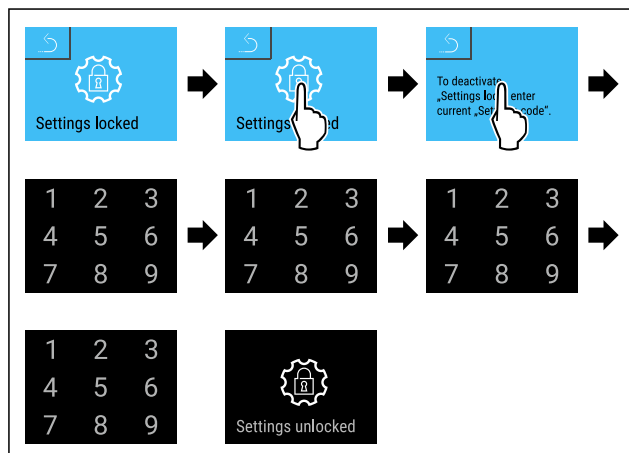 Settings locked
Settings
ed
To deactivate
„Settings lo
enter
current „Set
code“.
1 2 3
4 5 6
7 8 9
1 2 3
4 5 6
7 8 9
1 2 3
4 5 6
7 8 9
1 2 3
4 5 6
7 8 9
Settings unlocked